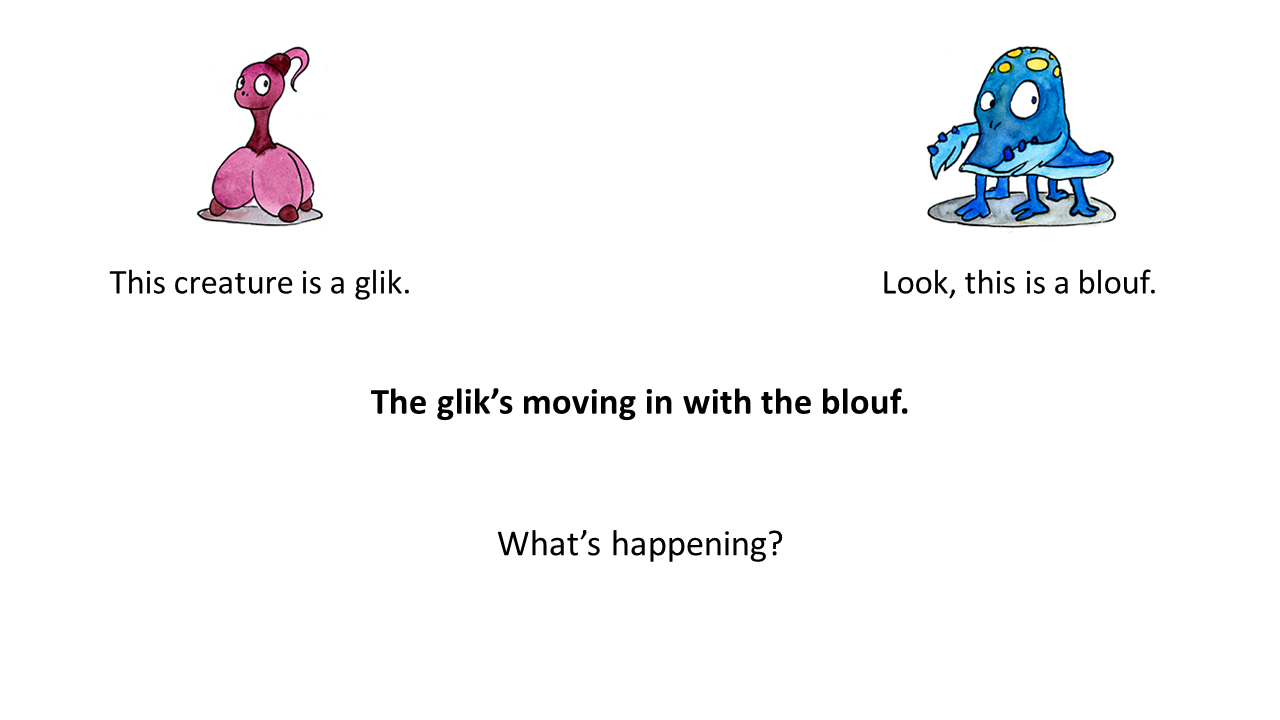 This creature is a glik.
Look, this is a blouf.
The glik’s moving in with the blouf.
What’s happening?